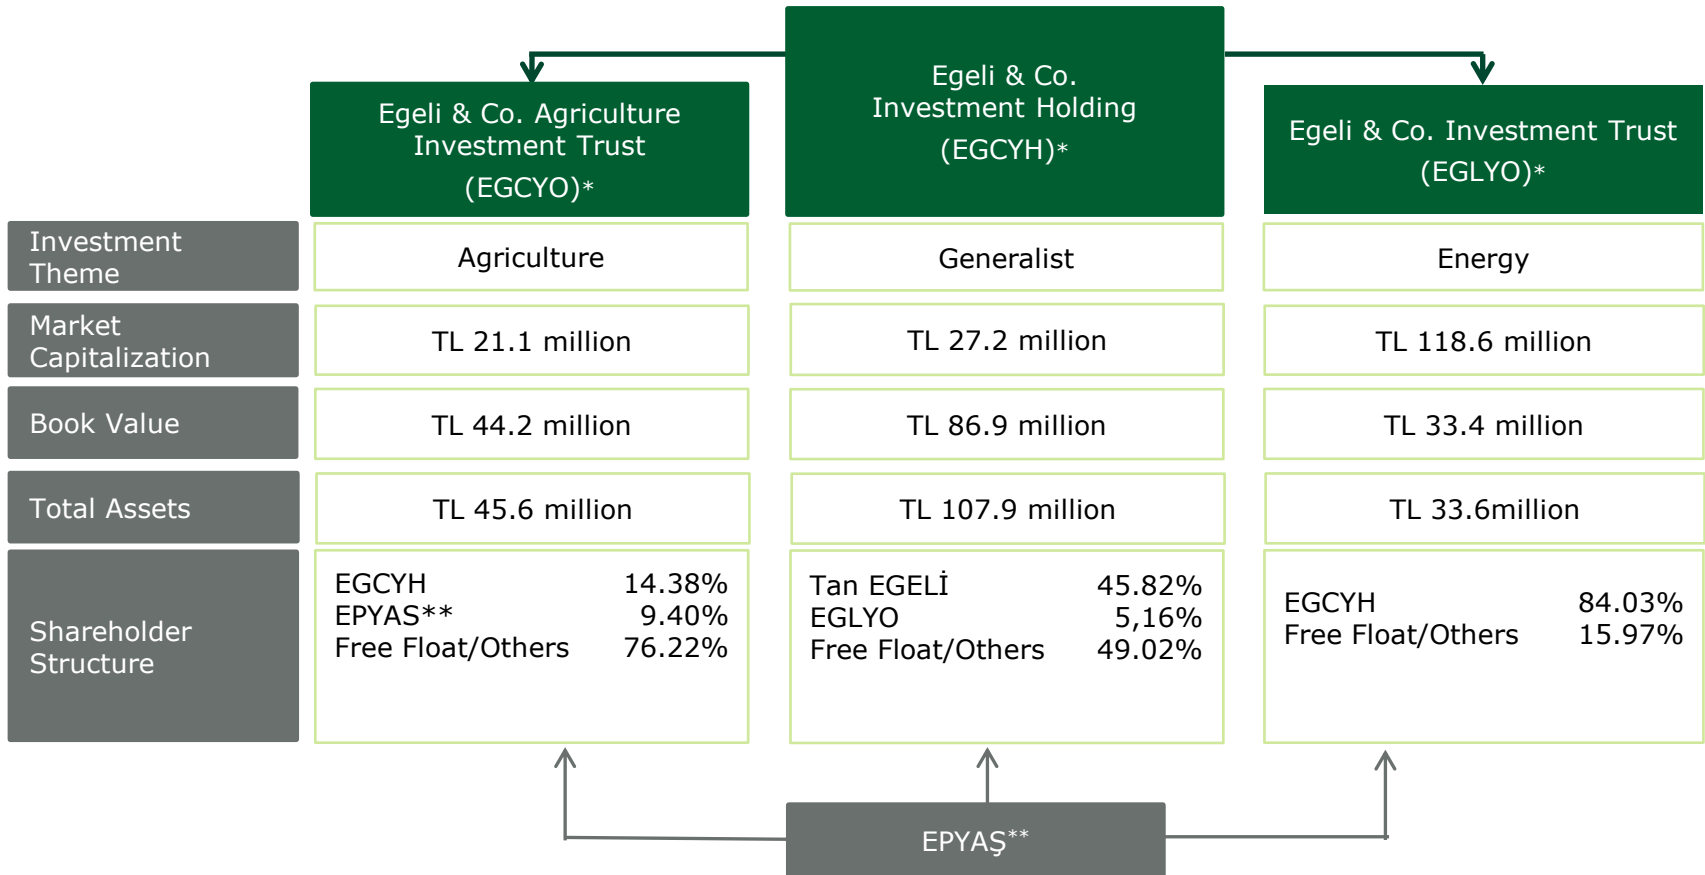 Egeli & Co. Agriculture
Investment Trust
(EGCYO)*
Egeli & Co.
Investment Holding
(EGCYH)*
Egeli & Co. Investment Trust
(EGLYO)*
Investment
Theme
Agriculture
Generalist
Energy
Market
Capitalization
TL 21.1 million
TL 27.2 million
TL 118.6 million
Book Value
TL 44.2 million
TL 86.9 million
TL 33.4 million
Total Assets
TL 45.6 million
TL 107.9 million
TL 33.6million
Shareholder
Structure
EGCYH 14.38%
EPYAS** 9.40%
Free Float/Others 76.22%
Tan EGELİ 45.82%
EGLYO 5,16%
Free Float/Others 49.02%
EGCYH 84.03%
Free Float/Others 15.97%
EPYAŞ**